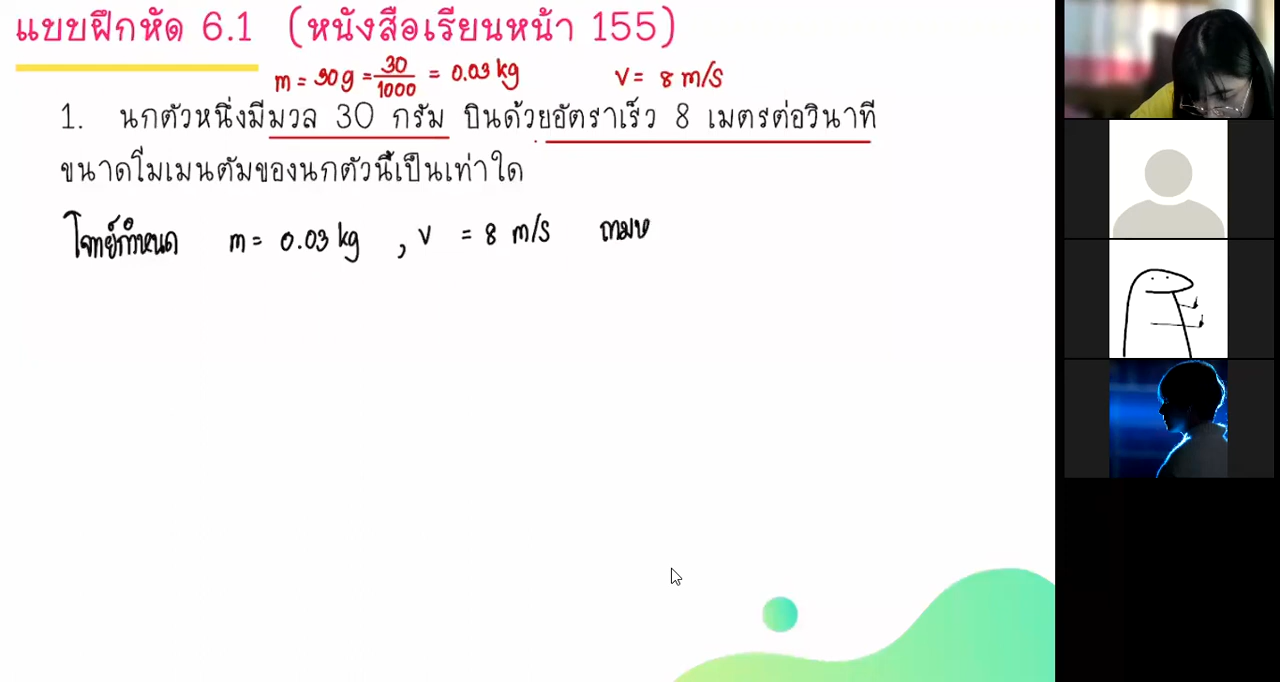 แบบฝึกหัด 6.1 (หนังสือเรียนหน้า 155)
m = 30 g = 30/1000 = 0.03 kg v = 8 m/s
1. นกตัวหนึ่งมีมวล 30 กรัม บินด้วยอัตราเร็ว 8 เมตรต่อวินาที
ขนาดโมเมนตัมของนกตัวนี้เป็นเท่าใด
โจทย์กำหนด m = 0.03 kg , v = 8 m/s ถามห